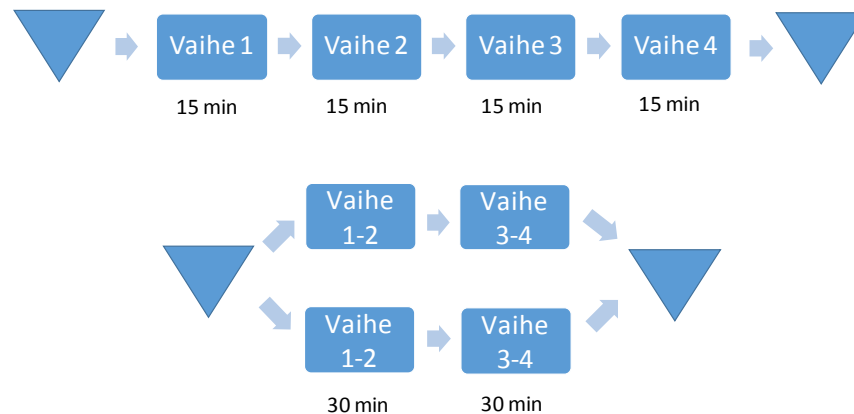 Vaihe 1
Vaihe 2
Vaihe 3
Vaihe 4
15 min
15 min
15 min
15 min
Vaihe
1-2
Vaihe
3-4
Vaihe
1-2
Vaihe
3-4
30 min
30 min